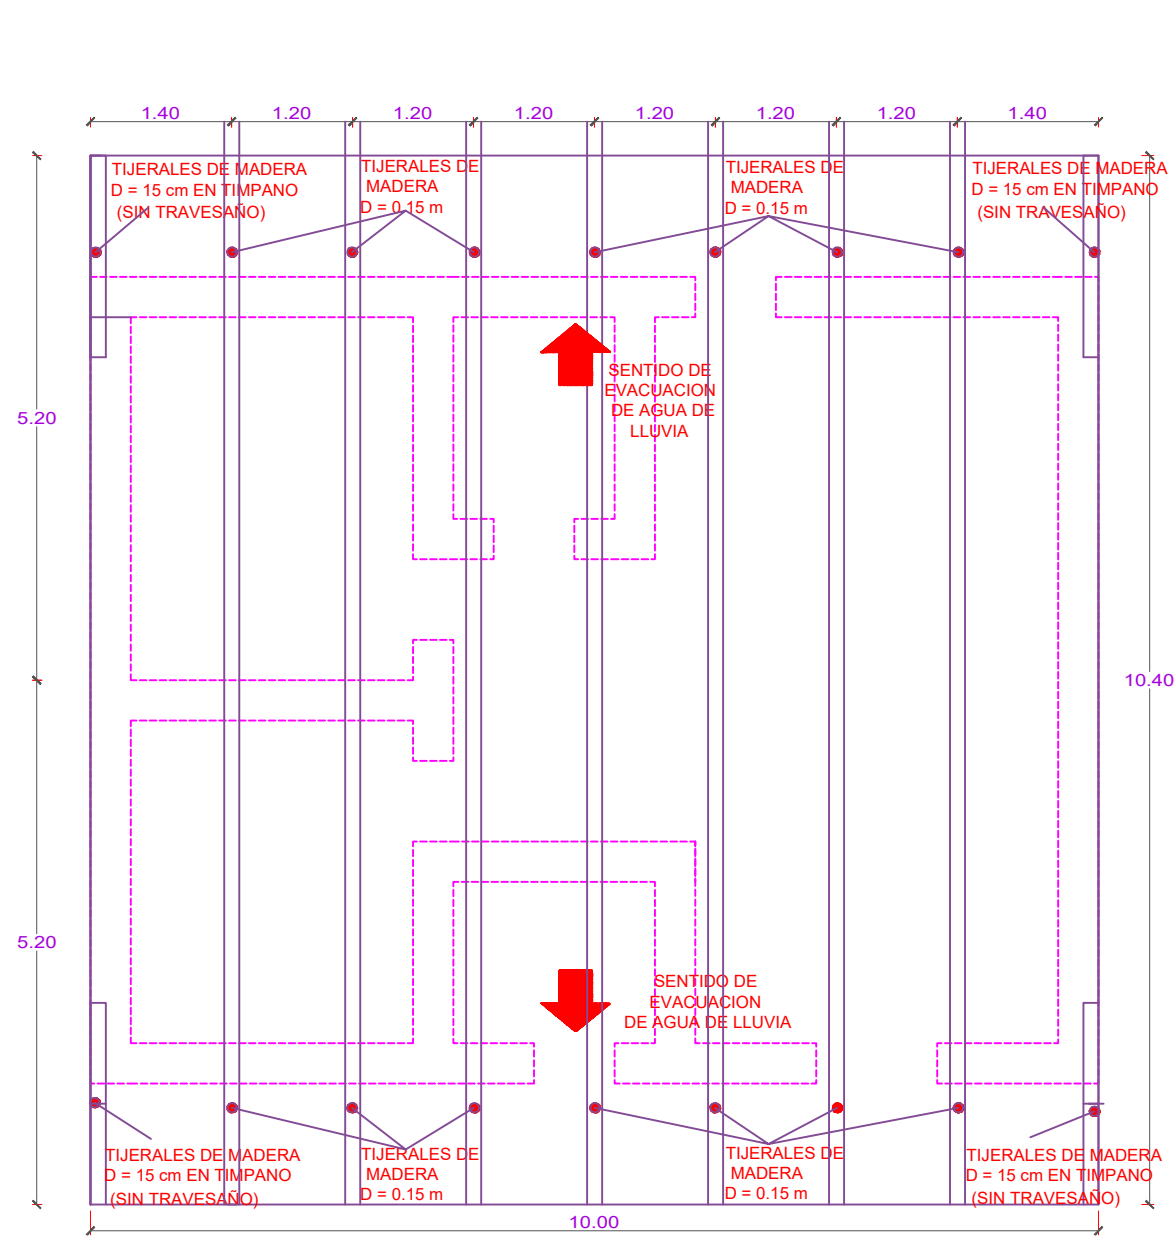 1.40
1.20
1.20
1.20
1.20
1.20
1.20
1.40
TIJERALES DE MADERA
D = 15 cm EN TIMPANO
(SIN TRAVESAÑO)
TIJERALES DE
MADERA
D = 0.15 m
TIJERALES DE
MADERA
D = 0.15 m
TIJERALES DE MADERA
D = 15 cm EN TIMPANO
(SIN TRAVESAÑO)
SENTIDO DE
EVACUACION
DE AGUA DE
LLUVIA
5.20
10.40
5.20
SENTIDO DE
EVACUACION
DE AGUA DE LLUVIA
TIJERALES DE MADERA
D = 15 cm EN TIMPANO
(SIN TRAVESAÑO)
TIJERALES DE
MADERA
D = 0.15 m
TIJERALES DE
MADERA
D = 0.15 m
TIJERALES DE MADERA
D = 15 cm EN TIMPANO
(SIN TRAVESAÑO)
10.00